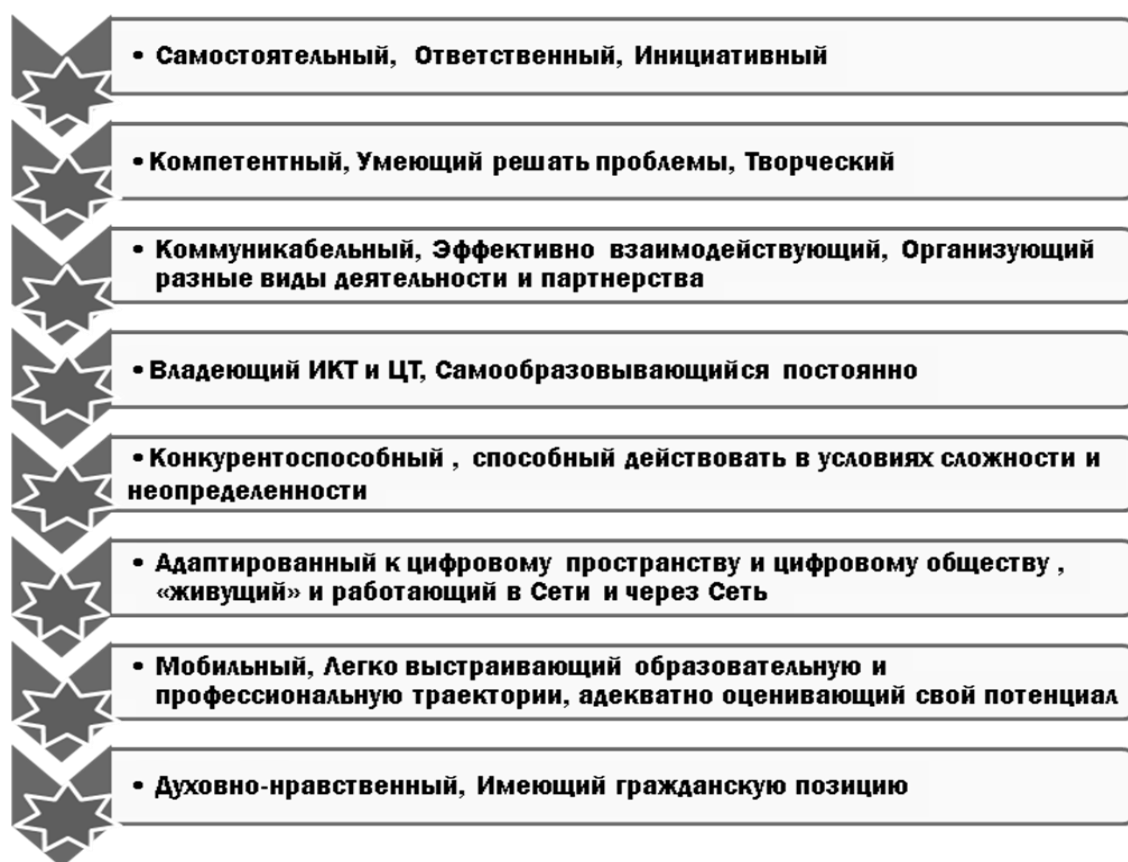 • Самостоятельный, Ответственный, Инициативный
• Компетентный, Умеющий решать проблемы, Творческий
• Коммуникабельный, Эффективно взаимодействующий, Организующий
разные виды деятельности и партнерства
• Владеющий ИКТ и ЦТ, Самообразовывающийся постоянно
• Конкурентоспособный , способный действовать в условиях сложности и
неопределенности
• Адаптированный к цифровому пространству и цифровому обществу ,
«живущий» и работающий в Сети и через Сеть
• Мобильный, Легко выстраивающий образовательную и
профессиональную траектории, адекватно оценивающий свой потенциал
• Духовно-нравственный, Имеющий гражданскую позицию